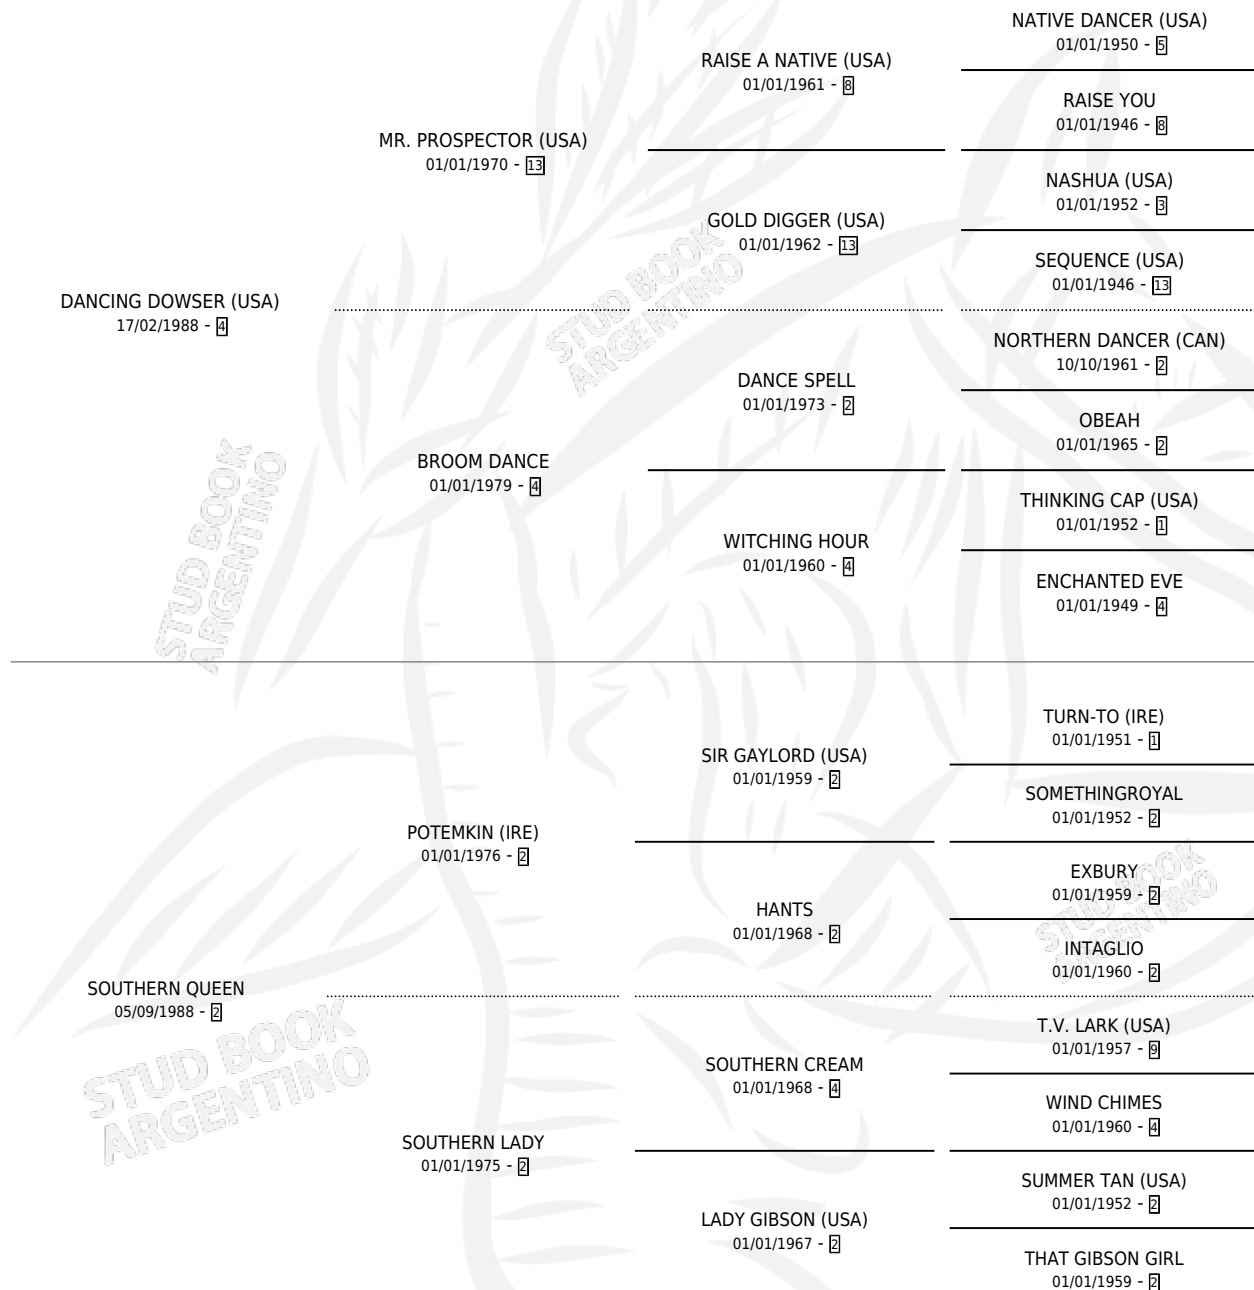 NATIVE DANCER (USA)
01/01/1950 - 5
RAISE A NATIVE (USA)
01/01/1961 - 8
RAISE YOU
01/01/1946 - 8
MR. PROSPECTOR (USA)
01/01/1970 - 13
NASHUA (USA)
01/01/1952 - 3
GOLD DIGGER (USA)
01/01/1962 - 13
SEQUENCE (USA)
01/01/1946 - 13
STUD BOOK
ARGENTINO
DANCING DOWSER (USA)
17/02/1988 - 4
NORTHERN DANCER (CAN)
10/10/1961 - 2
DANCE SPELL
01/01/1973 - 2
OBEAH
01/01/1965 - 2
BROOM DANCE
01/01/1979 - 4
THINKING CAP (USA)
01/01/1952 - 1
WITCHING HOUR
01/01/1960 - 4
ENCHANTED EVE
01/01/1949 - 4
STUD BOOK
ARGENTINO
TURN-TO (IRE)
01/01/1951 - 1
SIR GAYLORD (USA)
01/01/1959 - 2
SOMETHINGROYAL
01/01/1952 - 2
POTEMKIN (IRE)
01/01/1976 - 2
EXBURY
01/01/1959 - 2
HANTS
01/01/1968 - 2
INTAGLIO
01/01/1960 - 2
STUD BOOK
ARGENTINO
SOUTHERN QUEEN
05/09/1988 - 2
T.V. LARK (USA)
01/01/1957 - 9
SOUTHERN CREAM
01/01/1968 - 4
WIND CHIMES
01/01/1960 - 4
STUD BOOK
ARGENTINO
SOUTHERN LADY
01/01/1975 - 2
SUMMER TAN (USA)
01/01/1952 - 2
LADY GIBSON (USA)
01/01/1967 - 2
THAT GIBSON GIRL
01/01/1959 - 2